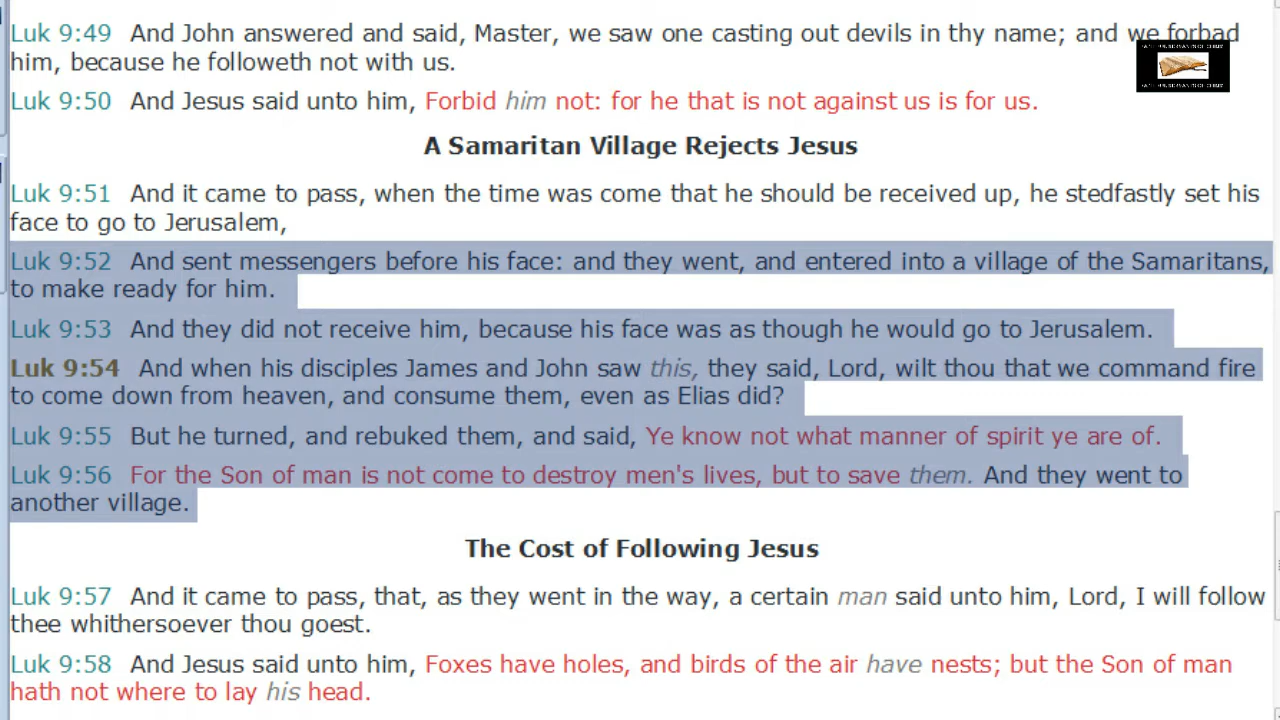 Luk 9:49 And John answered and said, Master, we saw one casting out devils in thy name; and we forbad
him, because he followeth not with us.
Luk 9:50 And Jesus said unto him, Forbid him not: for he that is not against us is for us.
A Samaritan Village Rejects Jesus
Luk 9:51 And it came to pass, when the time was come that he should be received up, he stedfastly set his
face to go to Jerusalem,
Luk 9:52 And sent messengers before his face: and they went, and entered into a village of the Samaritans,
to make ready for him.
Luk 9:53 And they did not receive him, because his face was as though he would go to Jerusalem.
Luk 9:54 And when his disciples James and John saw this, they said, Lord, wilt thou that we command fire
to come down from heaven, and consume them, even as Elias did?
Luk 9:55 But he turned, and rebuked them, and said, Ye know not what manner of spirit ye are of.
Luk 9:56 For the Son of man is not come to destroy men's lives, but to save them. And they went to
another village.
The Cost of Following Jesus
Luk 9:57 And it came to pass, that, as they went in the way, a certain man said unto him, Lord, I will follow
thee whithersoever thou goest.
Luk 9:58 And Jesus said unto him, Foxes have holes, and birds of the air have nests; but the Son of man
hath not where to lay his head.